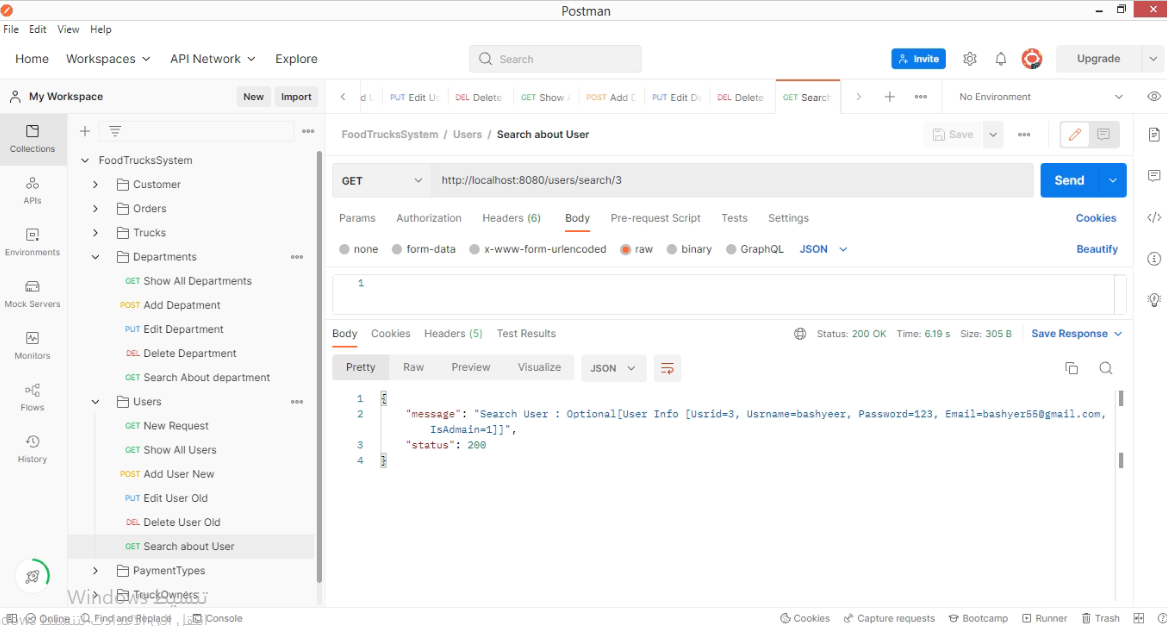 Postman
File Edit View Help
Home Workspaces API Network Explore Search Invite Upgrade
My Workspace New Import
d U PUT Edit Us DEL Delete GET Show A POST Add D PUT Edit De DEL Delete GET Search No Environment
Collections
APIs
Environments
Mock Servers
Monitors
Flows
History
FoodTrucksSystem
Customer
Orders
Trucks
Departments
GET Show All Departments
POST Add Depatment
PUT Edit Department
DEL Delete Department
GET Search About department
Users
GET New Request
GET Show All Users
POST Add User New
PUT Edit User Old
DEL Delete User Old
GET Search about User
PaymentTypes
TruckOwners
FoodTrucksSystem / Users / Search about User Save
GET http://localhost:8080/users/search/3 Send
Params Authorization Headers (6) Body Pre-request Script Tests Settings Cookies
none form-data x-www-form-urlencoded raw binary GraphQL JSON Beautify
1
Body Cookies Headers (5) Test Results Status: 200 OK Time: 6.19 s Size: 305 B Save Response
Pretty Raw Preview Visualize JSON
1 {
2 "message": "Search User : Optional[User Info [Usrid=3, Usrname=bashyeer, Password=123, Email=bashyer55@gmail.com,
IsAdmain=1]]",
3 "status": 200
4 }
تنشيط Windows
Online Find and Replace Console Cookies Capture requests Bootcamp Runner Trash